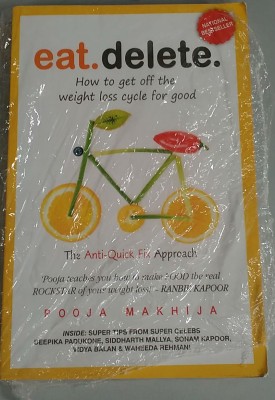 eat.delete.
NATIONAL
BESTSELLER
How to get off the
weight loss cycle for good
The Anti-Quick Fix Approach
'Pooja teaches you how to make FOOD the real
ROCKSTAR of your weight loss!' - RANBIR KAPOOR
POOJA MAKHIJA
INSIDE: SUPER TIPS FROM SUPER CELEBS
DEEPIKA PADUKONE, SIDDHARTH MALLYA, SONAM KAPOOR,
VIDYA BALAN & WAHEEDA REHMAN!